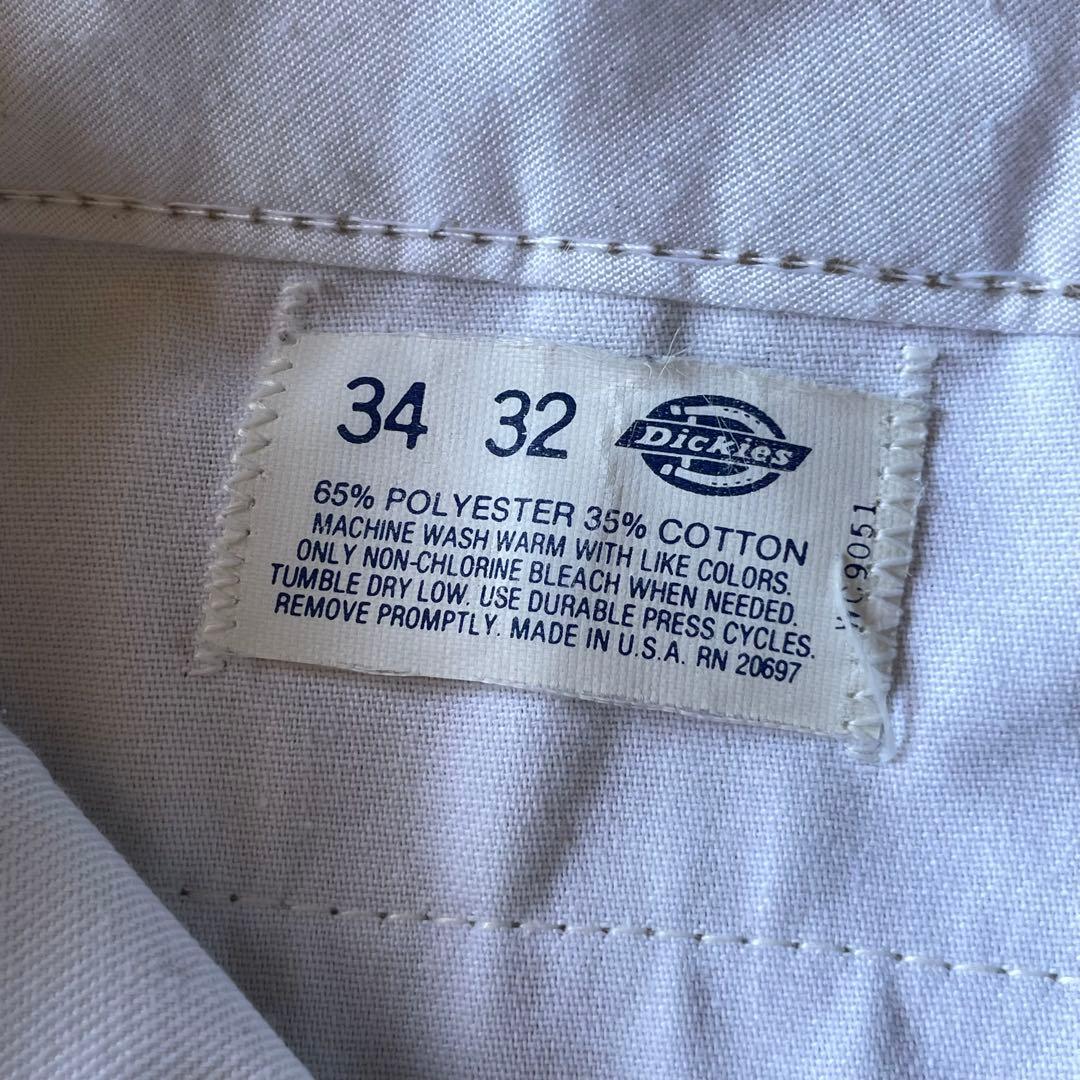 34 32 Dickies
65% POLYESTER 35% COTTON
MACHINE WASH WARM WITH LIKE COLORS.
ONLY NON-CHLORINE BLEACH WHEN NEEDED.
TUMBLE DRY LOW. USE DURABLE PRESS CYCLES.
REMOVE PROMPTLY. MADE IN U.S.A. RN 20697